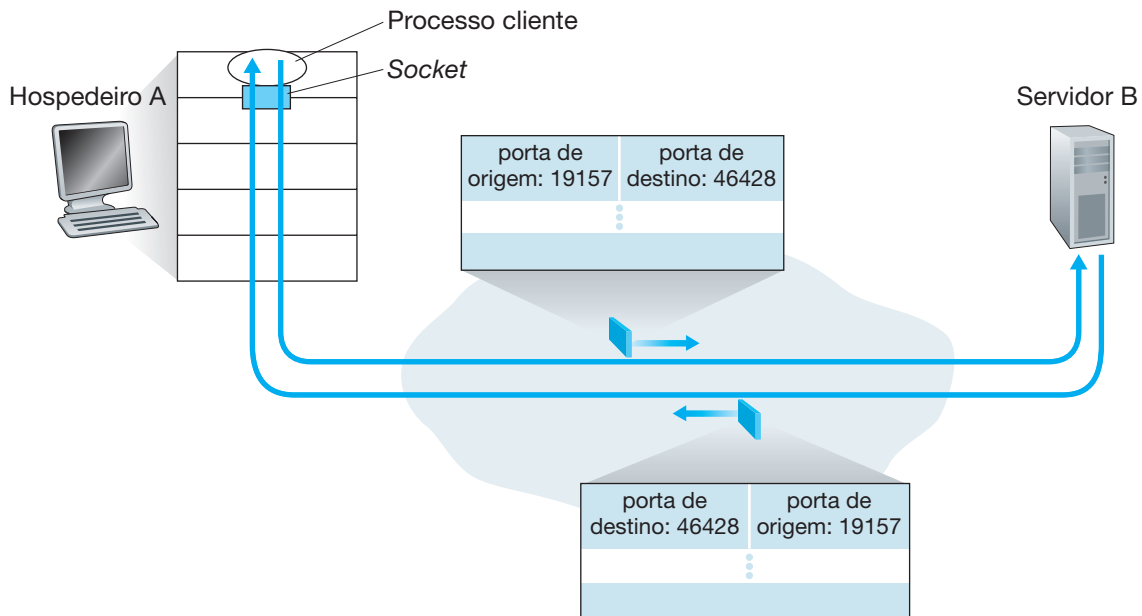 Processo cliente
Socket
Hospedeiro A
Servidor B
porta de
origem: 19157
porta de
destino: 46428
porta de
destino: 46428
porta de
origem: 19157